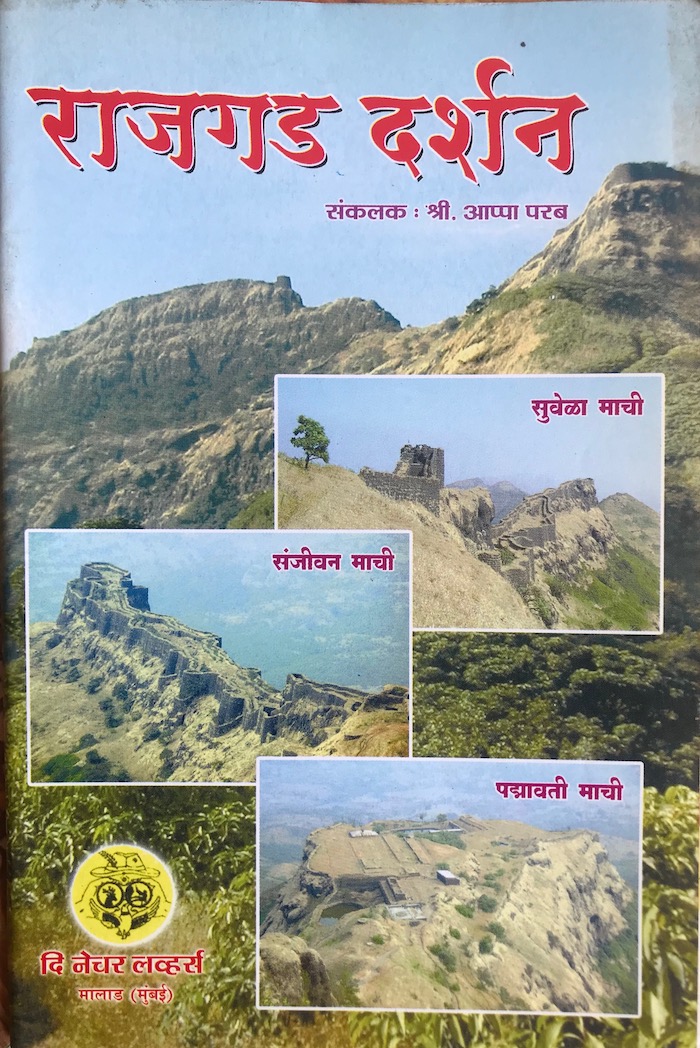 राजगड दर्शन
संकलक : श्री. आप्पा परब
सुवेळा माची
संजीवन माची
पद्मावती माची
दि नेचर लव्हर्स
मालाड (मुंबई)